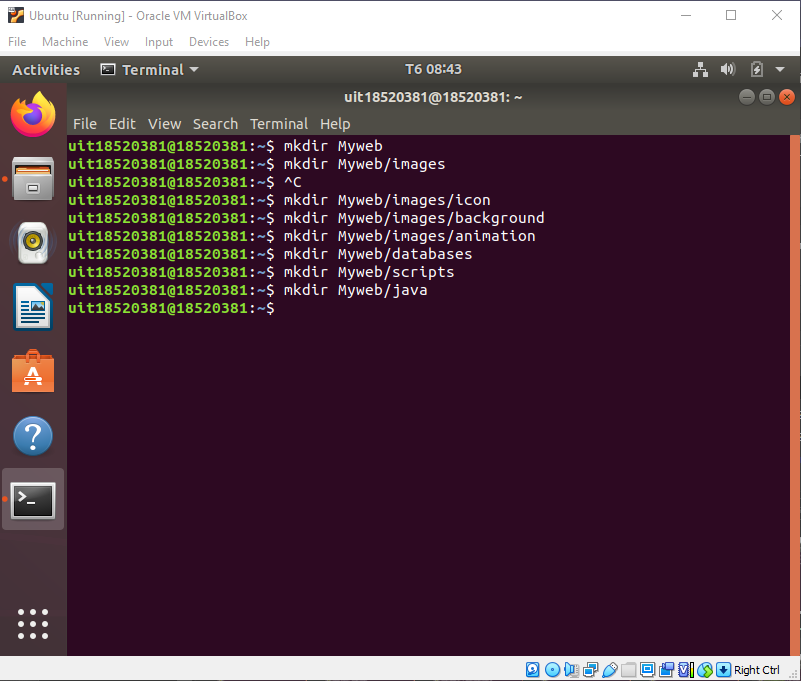 Ubuntu [Running] - Oracle VM VirtualBox
File Machine View Input Devices Help
Activities Terminal T6 08:43
uit18520381@18520381: ~
File Edit View Search Terminal Help
uit18520381@18520381:~$ mkdir Myweb
uit18520381@18520381:~$ mkdir Myweb/images
uit18520381@18520381:~$ ^C
uit18520381@18520381:~$ mkdir Myweb/images/icon
uit18520381@18520381:~$ mkdir Myweb/images/background
uit18520381@18520381:~$ mkdir Myweb/images/animation
uit18520381@18520381:~$ mkdir Myweb/databases
uit18520381@18520381:~$ mkdir Myweb/scripts
uit18520381@18520381:~$ mkdir Myweb/java
uit18520381@18520381:~$
Right Ctrl